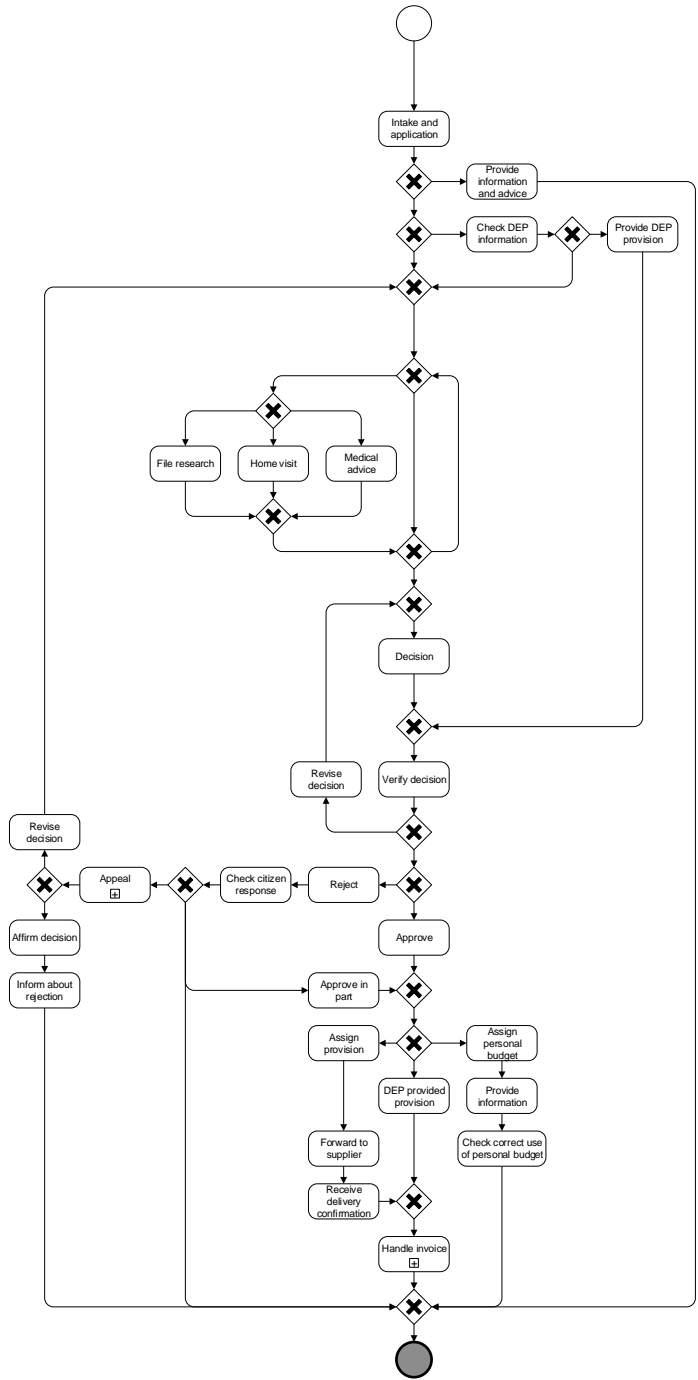 Intake and
application
Provide
information
and advice
Check DEP
information
Provide DEP
provision
File research
Home visit
Medical
advice
Decision
Revise
decision
Verify decision
Revise
decision
Appeal
Check citizen
response
Reject
Affirm decision
Approve
Inform about
rejection
Approve in
part
Assign
provision
Assign
personal
budget
DEP provided
provision
Provide
information
Forward to
supplier
Check correct use
of personal budget
Receive
delivery
confirmation
Handle invoice